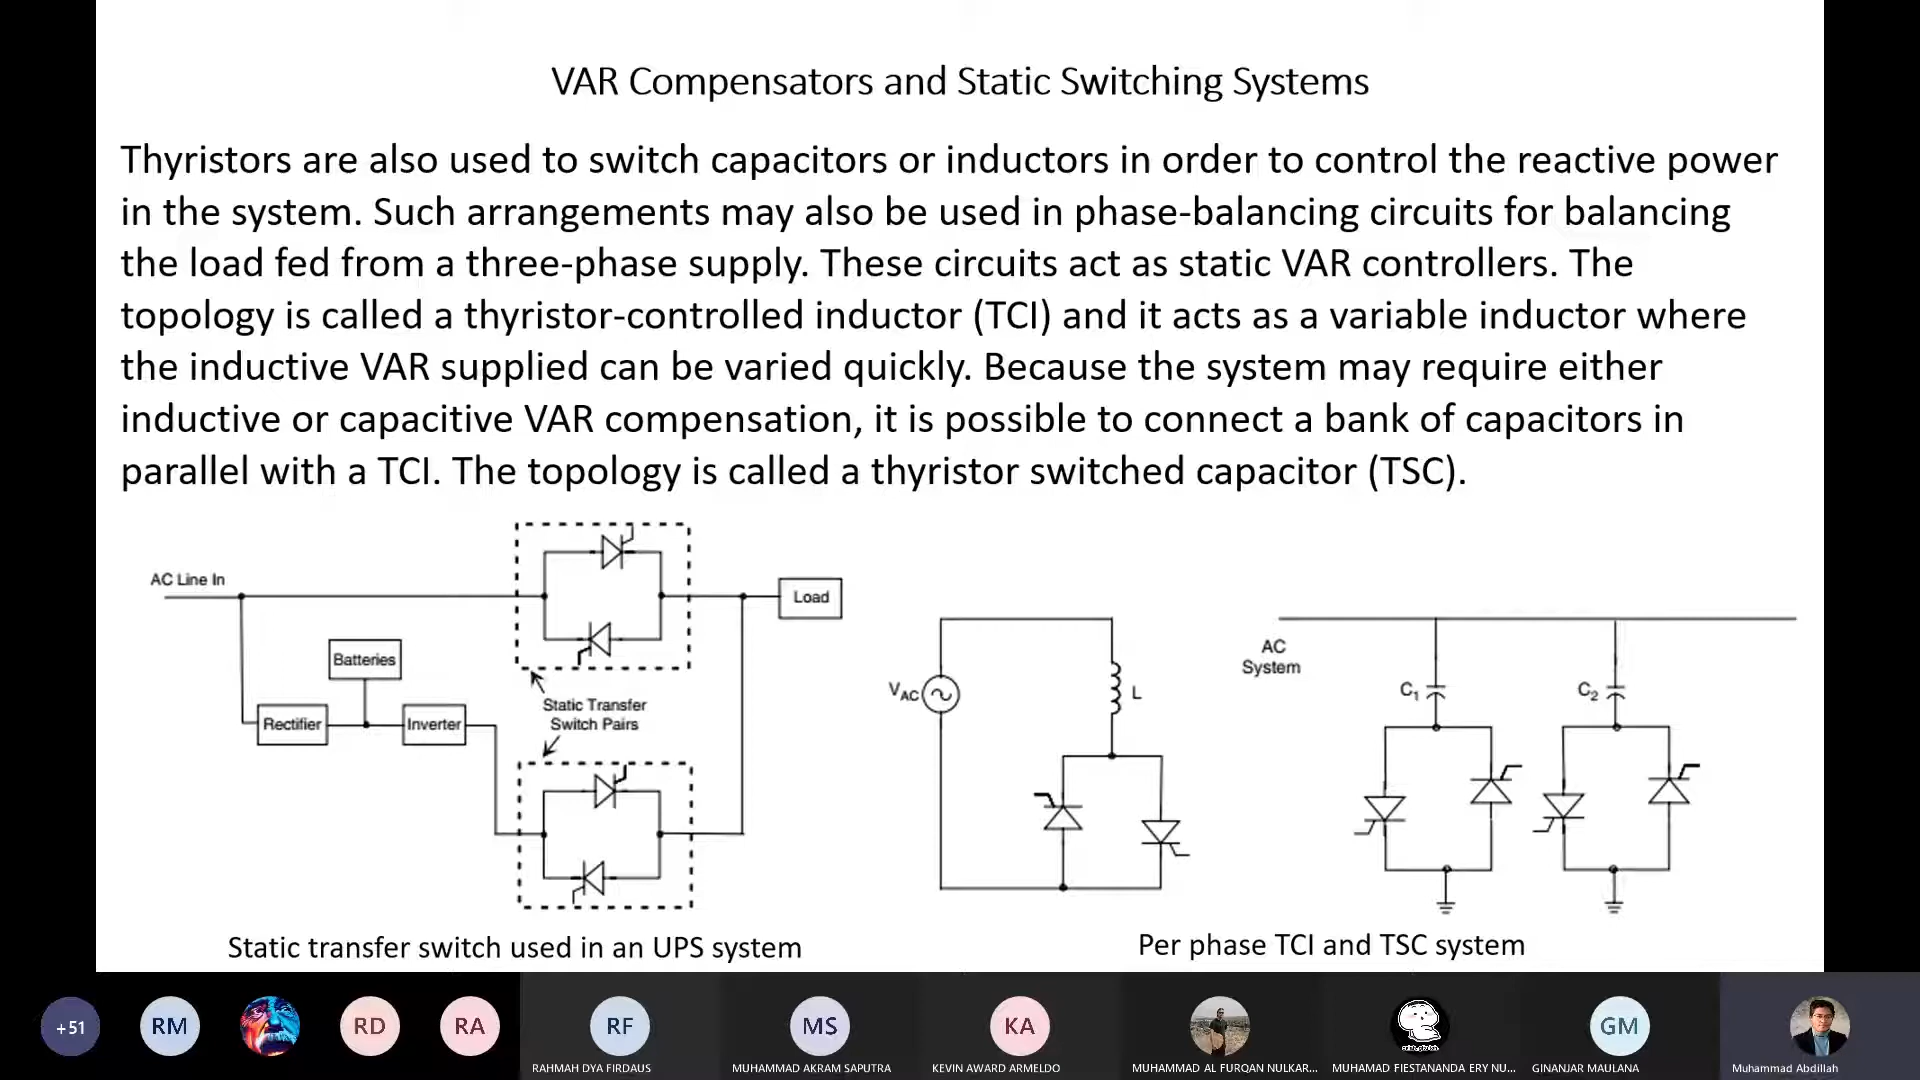 VAR Compensators and Static Switching Systems
Thyristors are also used to switch capacitors or inductors in order to control the reactive power
in the system. Such arrangements may also be used in phase-balancing circuits for balancing
the load fed from a three-phase supply. These circuits act as static VAR controllers. The
topology is called a thyristor-controlled inductor (TCI) and it acts as a variable inductor where
the inductive VAR supplied can be varied quickly. Because the system may require either
inductive or capacitive VAR compensation, it is possible to connect a bank of capacitors in
parallel with a TCI. The topology is called a thyristor switched capacitor (TSC).
AC Line In
Load
Batteries
Rectifier
Inverter
Static Transfer
Switch Pairs
Static transfer switch used in an UPS system
VAC
L
AC
System
C1
C2
Per phase TCI and TSC system
+51
RM
RD
RA
RF
MS
KA
GM
RAHMAH DYA FIRDAUS
MUHAMMAD AKRAM SAPUTRA
KEVIN AWARD ARMELDO
MUHAMMAD AL FURQAN NULKAR...
MUHAMAD FIESTANANDA ERY NU...
GINANJAR MAULANA
Muhammad Abdillah